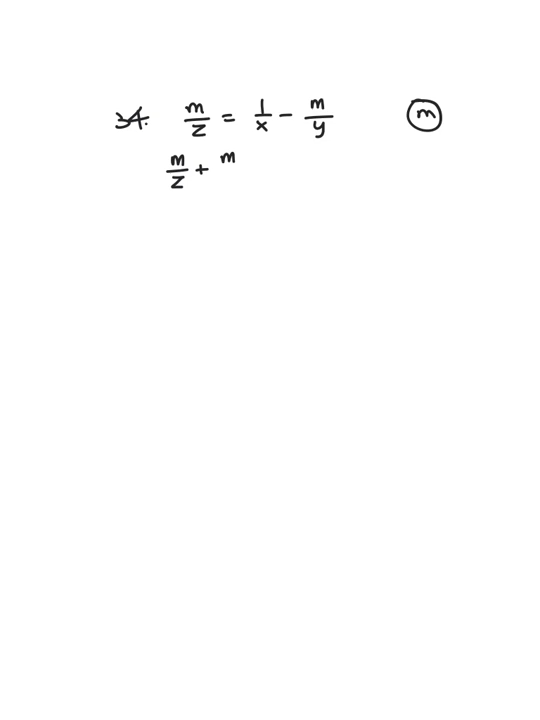 34. m/z = 1/x - m/y (m)
m/z + m